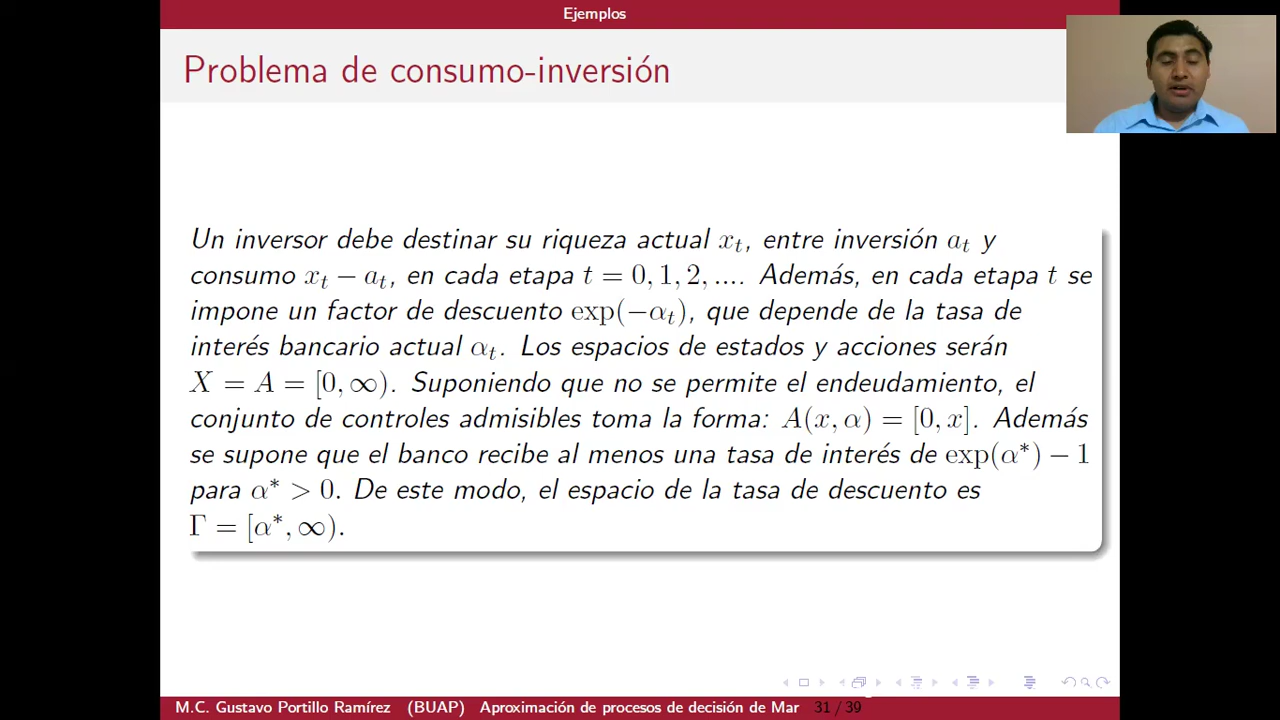 Ejemplos
Problema de consumo-inversión
Un inversor debe destinar su riqueza actual xₜ, entre inversión aₜ y
consumo xₜ − aₜ, en cada etapa t = 0, 1, 2, .... Además, en cada etapa t se
impone un factor de descuento exp(−αₜ), que depende de la tasa de
interés bancario actual αₜ. Los espacios de estados y acciones serán
X = A = [0, ∞). Suponiendo que no se permite el endeudamiento, el
conjunto de controles admisibles toma la forma: A(x, α) = [0, x]. Además
se supone que el banco recibe al menos una tasa de interés de exp(α*) − 1
para α* > 0. De este modo, el espacio de la tasa de descuento es
Γ = [α*, ∞).
M.C. Gustavo Portillo Ramírez (BUAP) Aproximación de procesos de decisión de Mar 31 / 39